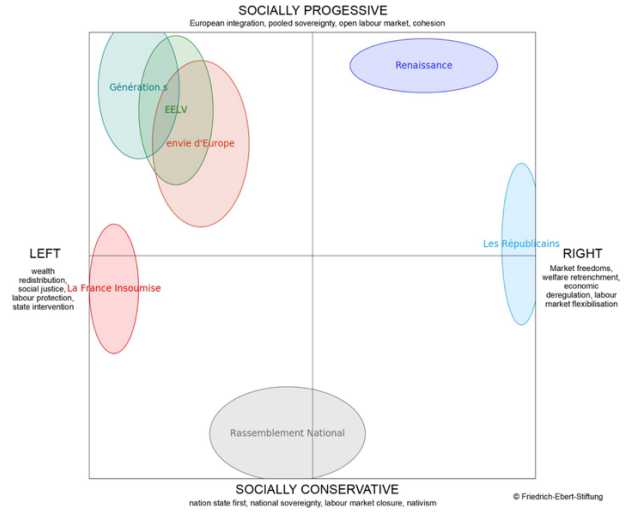 SOCIALLY PROGESSIVE
European integration, pooled sovereignty, open labour market, cohesion
Renaissance
Génération.s
EELV
envie d'Europe
LEFT
wealth
redistribution,
social justice,
labour protection,
state intervention
La France Insoumise
Les Républicains
RIGHT
Market freedoms,
welfare retrenchment,
economic
deregulation, labour
market flexibilisation
Rassemblement National
SOCIALLY CONSERVATIVE
nation state first, national sovereignty, labour market closure, nativism
© Friedrich-Ebert-Stiftung